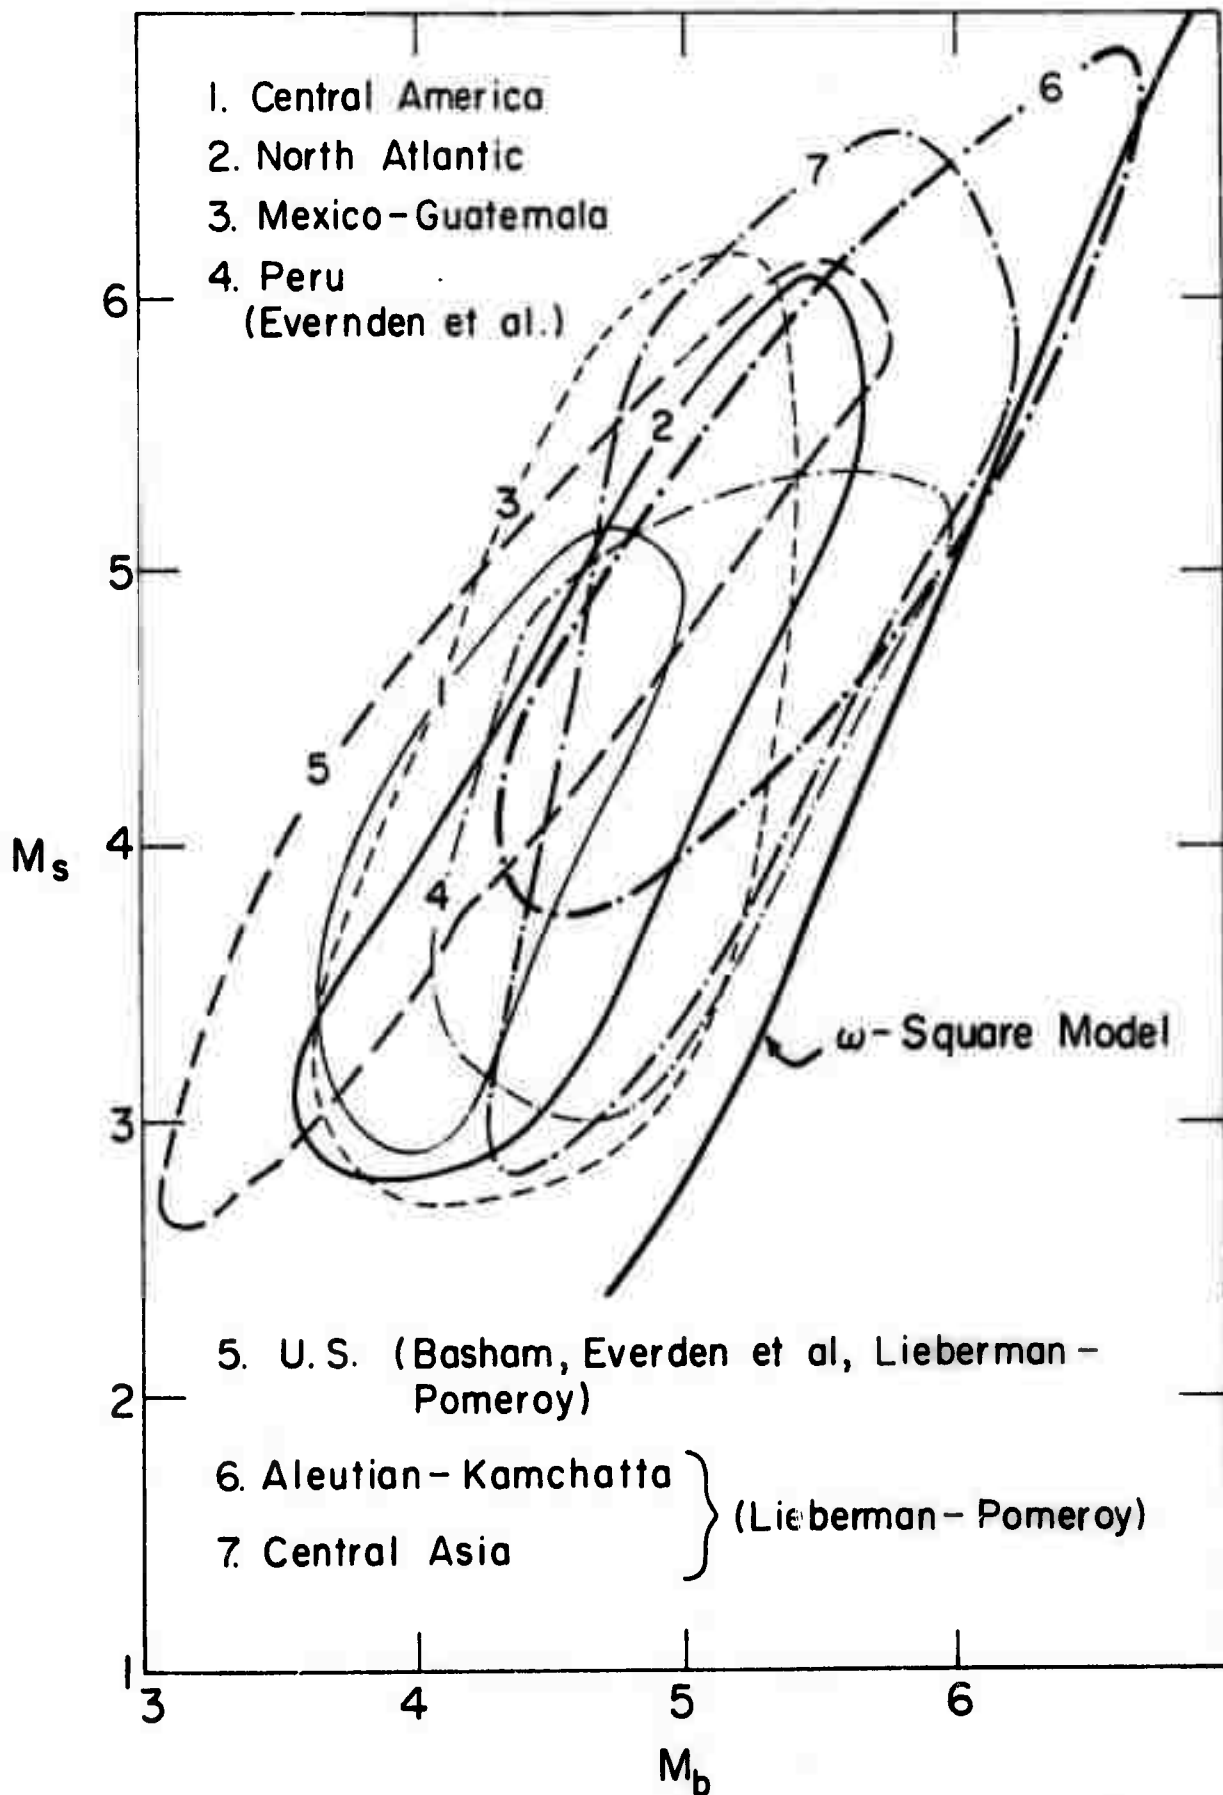 1. Central America
2. North Atlantic
3. Mexico-Guatemala
4. Peru
(Evernden et al.)
6
7
6
2
3
5
5
4
Ms
4
ω-Square Model
3
5. U.S. (Basham, Everden et al, Lieberman-
Pomeroy)
2
6. Aleutian-Kamchatta
(Lieberman-Pomeroy)
7. Central Asia
1
3
4
5
6
Mb